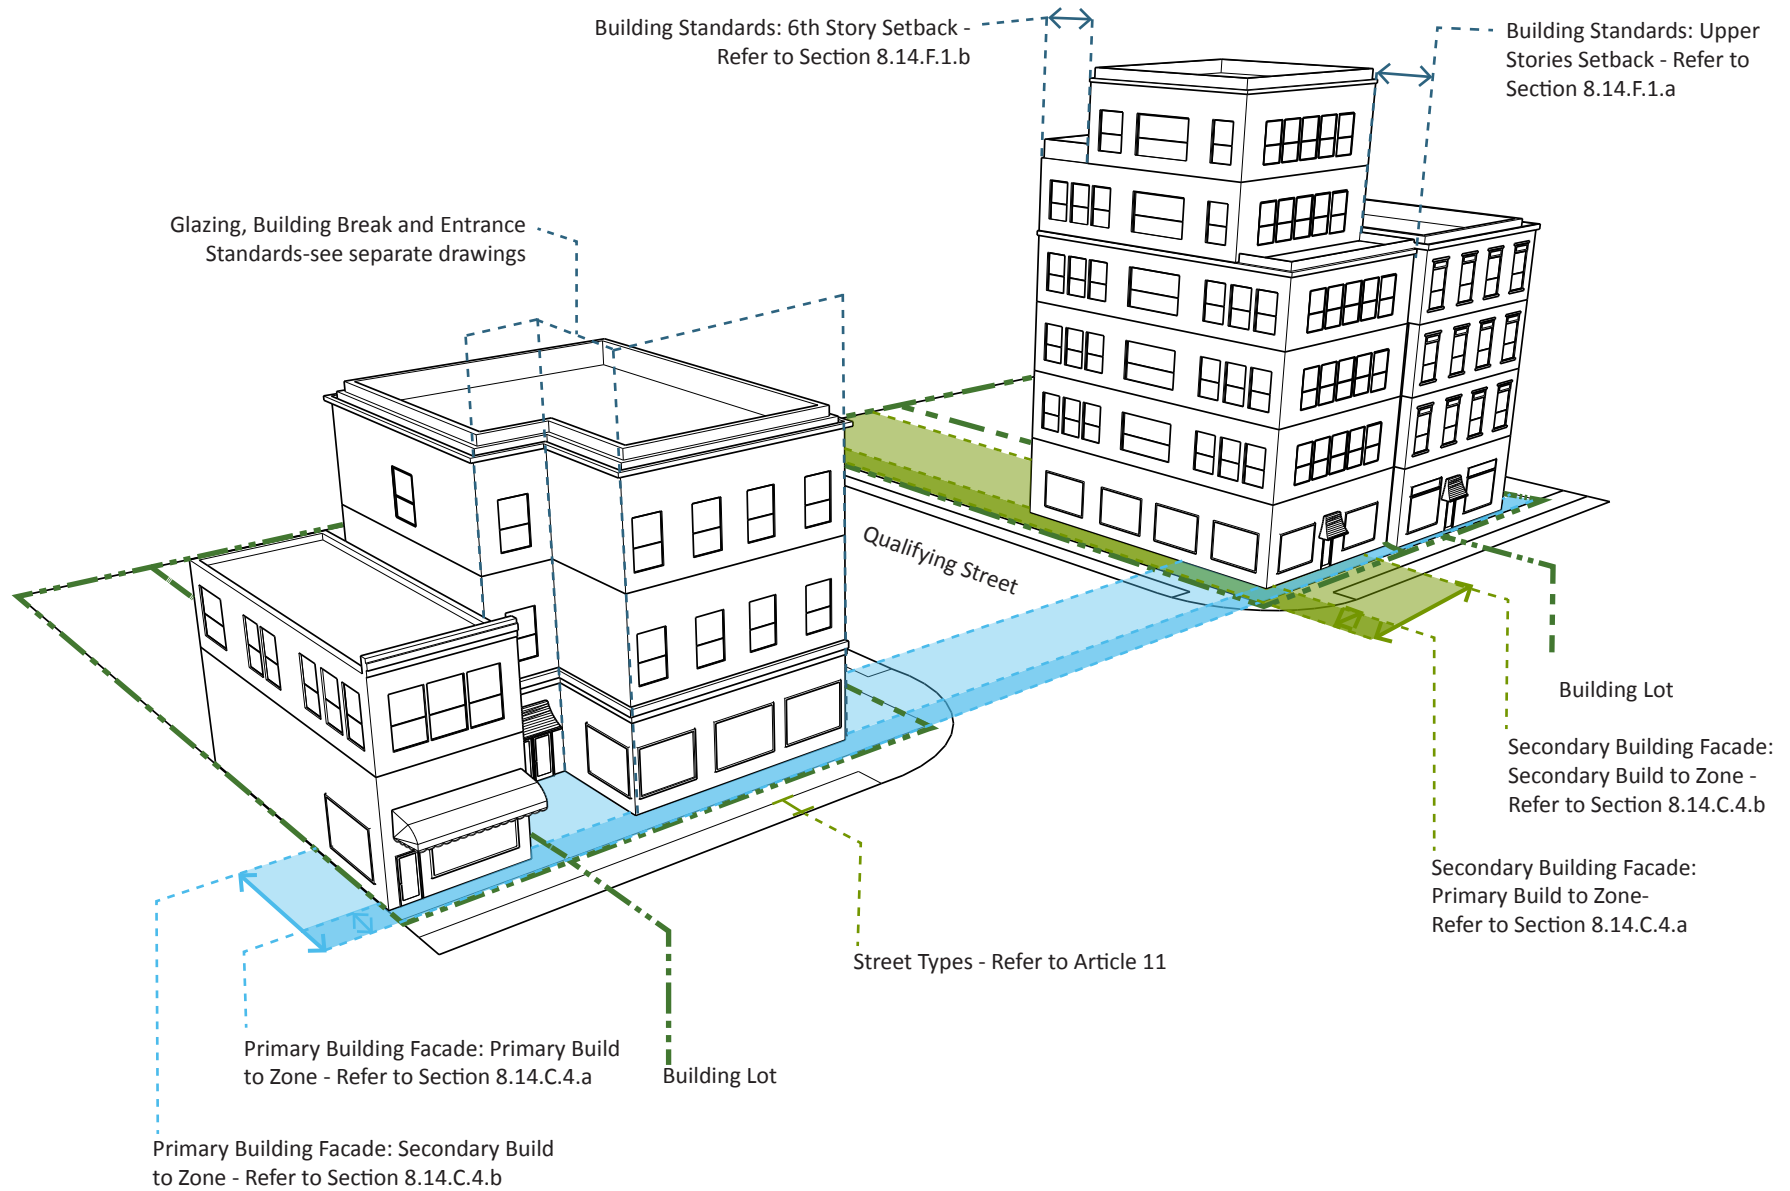 Building Standards: 6th Story Setback -
Refer to Section 8.14.F.1.b
Building Standards: Upper
Stories Setback - Refer to
Section 8.14.F.1.a
Glazing, Building Break and Entrance
Standards-see separate drawings
Qualifying Street
Building Lot
Secondary Building Facade:
Secondary Build to Zone -
Refer to Section 8.14.C.4.b
Secondary Building Facade:
Primary Build to Zone-
Refer to Section 8.14.C.4.a
Street Types - Refer to Article 11
Primary Building Facade: Primary Build
to Zone - Refer to Section 8.14.C.4.a
Building Lot
Primary Building Facade: Secondary Build
to Zone - Refer to Section 8.14.C.4.b